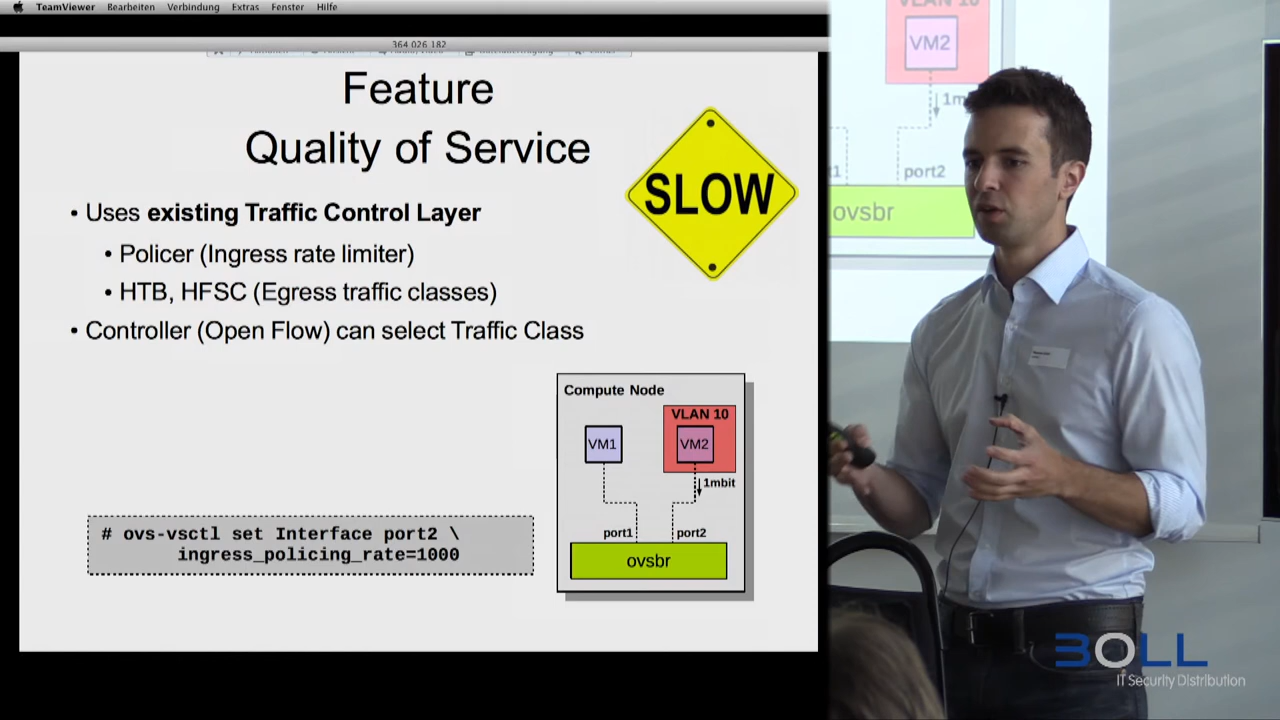 TeamViewer Bearbeiten Verbindung Extras Fenster Hilfe
364 026 182
Feature
Quality of Service
SLOW
• Uses existing Traffic Control Layer
• Policer (Ingress rate limiter)
• HTB, HFSC (Egress traffic classes)
• Controller (Open Flow) can select Traffic Class
Compute Node
VLAN 10
VM1
VM2
1mbit
port1
port2
ovsbr
# ovs-vsctl set Interface port2 \
ingress_policing_rate=1000
VLAN 10
VM2
port2
ovsbr
BOLL
IT Security Distribution